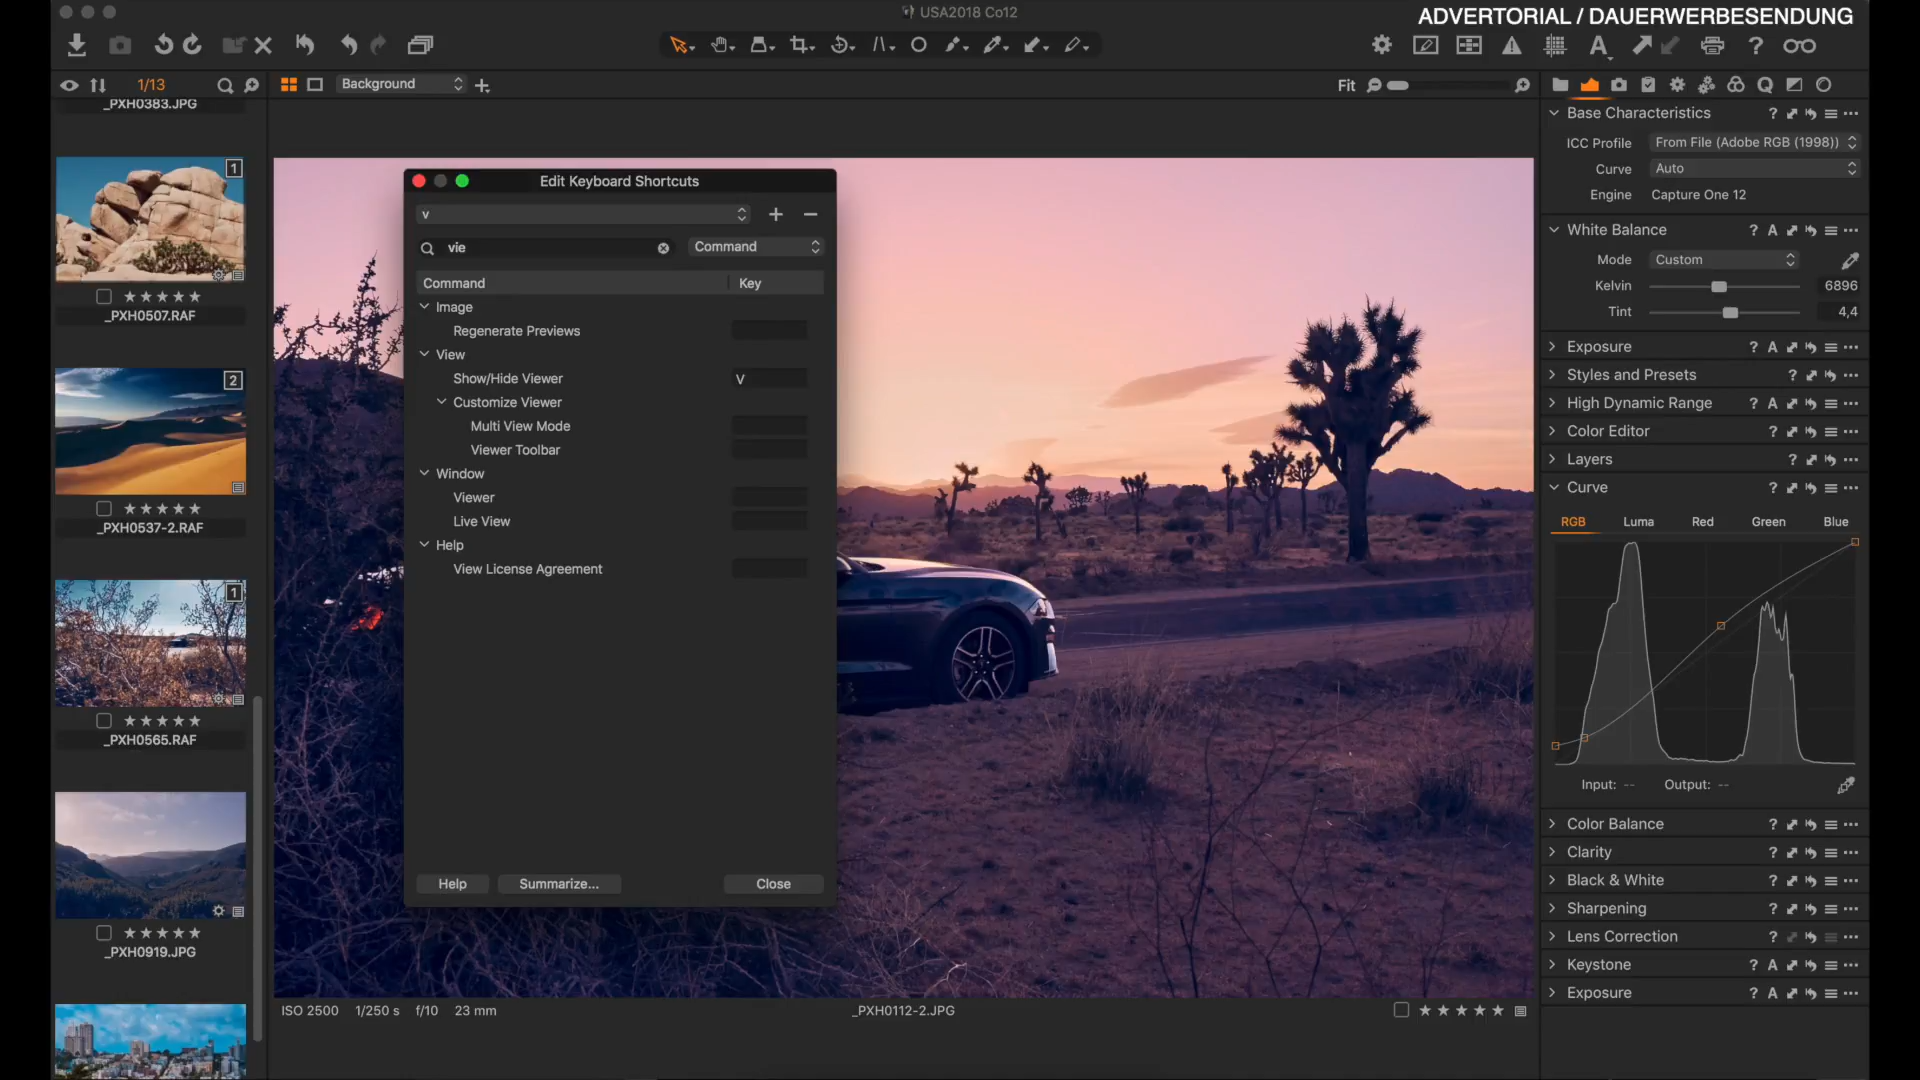 USA2018 Co12
ADVERTORIAL / DAUERWERBESENDUNG
1/13
Background
Fit
_PXH0383.JPG
1
_PXH0507.RAF
2
_PXH0537-2.RAF
1
_PXH0565.RAF
_PXH0919.JPG
Edit Keyboard Shortcuts
v
vie
Command
Command Key
Image
Regenerate Previews
View
Show/Hide Viewer V
Customize Viewer
Multi View Mode
Viewer Toolbar
Window
Viewer
Live View
Help
View License Agreement
Help Summarize... Close
ISO 2500 1/250 s f/10 23 mm
_PXH0112-2.JPG
Base Characteristics
ICC Profile From File (Adobe RGB (1998))
Curve Auto
Engine Capture One 12
White Balance
Mode Custom
Kelvin 6896
Tint 4,4
Exposure
Styles and Presets
High Dynamic Range
Color Editor
Layers
Curve
RGB Luma Red Green Blue
Input: -- Output: --
Color Balance
Clarity
Black & White
Sharpening
Lens Correction
Keystone
Exposure